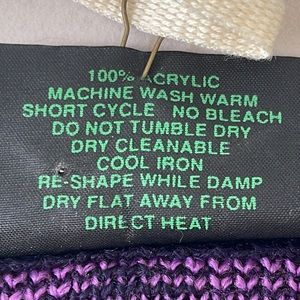 100% ACRYLIC
MACHINE WASH WARM
SHORT CYCLE NO BLEACH
DO NOT TUMBLE DRY
DRY CLEANABLE
COOL IRON
RE-SHAPE WHILE DAMP
DRY FLAT AWAY FROM
DIRECT HEAT